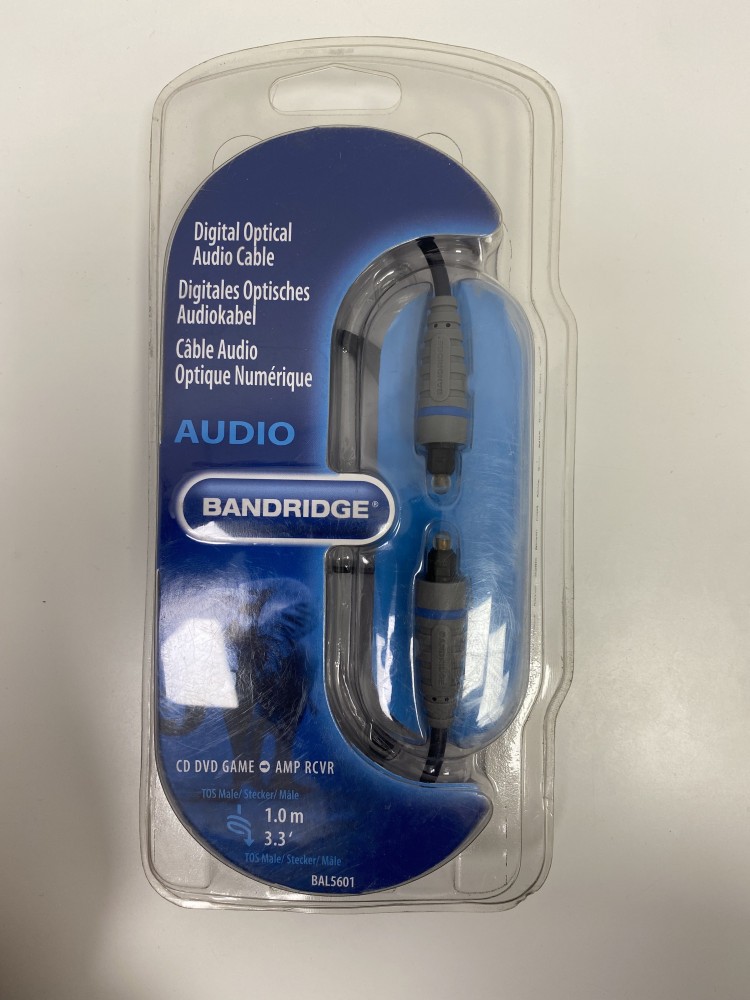 Digital Optical
Audio Cable
Digitales Optisches
Audiokabel
Câble Audio
Optique Numérique
AUDIO
BANDRIDGE®
CD DVD GAME ➲ AMP RCVR
TOS Male/ Stecker/ Mâle
1.0 m
3.3′
TOS Male/ Stecker/ Mâle
BAL5601